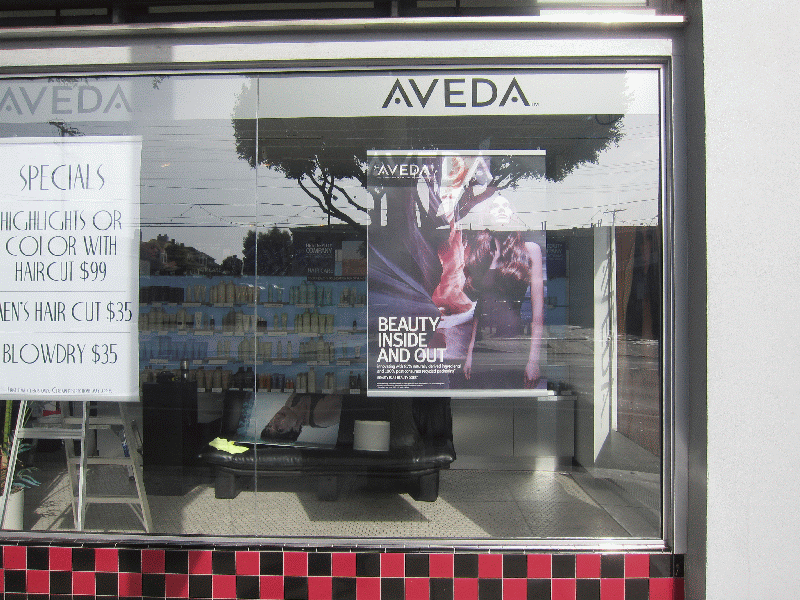 AVEDA
AVEDA
SPECIALS
HIGHLIGHTS OR
COLOR WITH
HAIRCUT $99
MEN'S HAIR CUT $35
BLOWDRY $35
AVEDA
BEAUTY
INSIDE
AND OUT